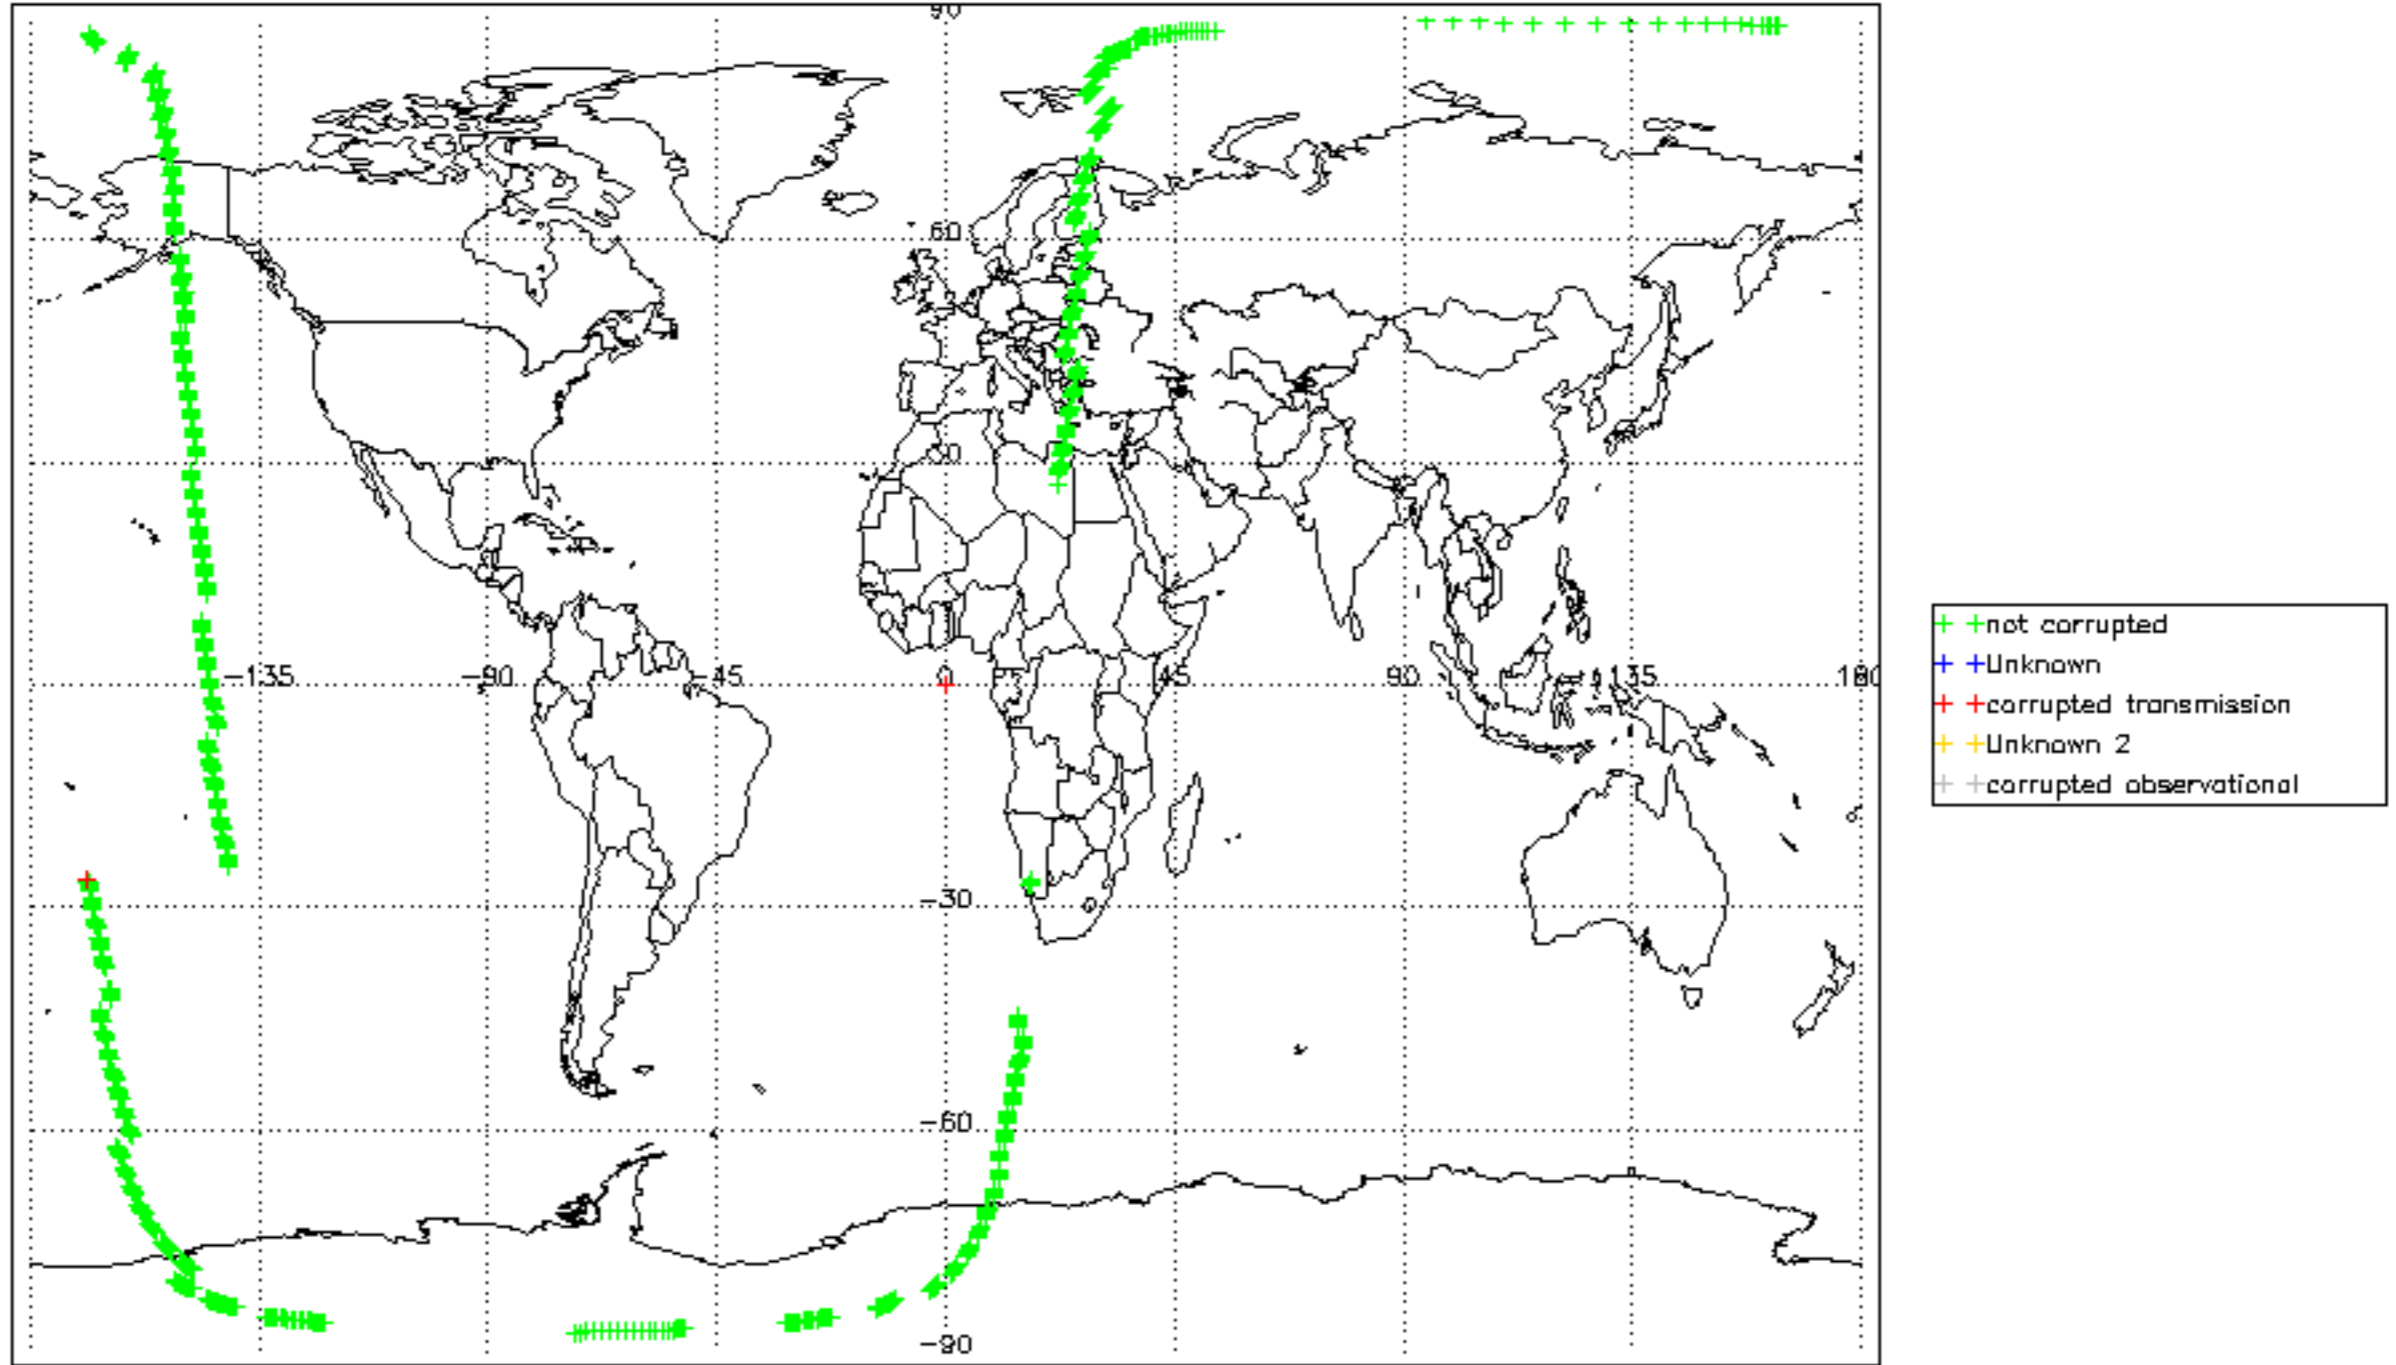 90
60
30
-135
-90
-45
0
45
90
135
180
-30
-60
-90
not corrupted
Unknown
corrupted transmission
Unknown 2
corrupted observational